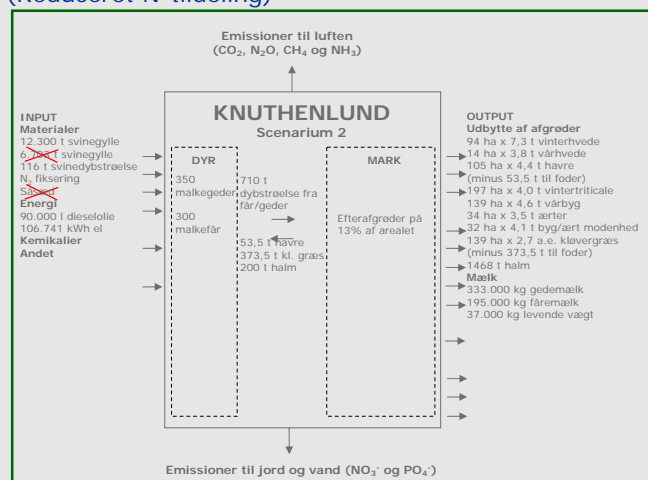 (Reduseret N-tildeling)
Emissioner til luften
(CO₂, N₂O, CH₄ og NH₃)
KNUTHENLUND
Scenarium 2
INPUT
Materialer
12.300 t svinegylle
6.703 t svinegylle
116 t svinedybstrøelse
N₂ fiksering
Såsæd
Energi
90.000 l dieselolie
106.741 kWh el
Kemikalier
Andet
DYR
350
malkegeder
300
malkefår
710 t
dybstrøelse fra
får/geder
53,5 t havre
373,5 t kl. græs
200 t halm
MARK
Efterafgrøder på
13% af arealet
OUTPUT
Udbytte af afgrøder
94 ha x 7,3 t vinterhvede
14 ha x 3,8 t vårhvede
105 ha x 4,4 t havre
(minus 53,5 t til foder)
197 ha x 4,0 t vintertriticale
139 ha x 4,6 t vårbyg
34 ha x 3,5 t ærter
32 ha x 4,1 t byg/ært modenhed
139 ha x 2,7 a.e. kløvergræs
(minus 373,5 t til foder)
1468 t halm
Mælk
333.000 kg gedemælk
195.000 kg fåremælk
37.000 kg levende vægt
Emissioner til jord og vand (NO₃⁻ og PO₄⁻)